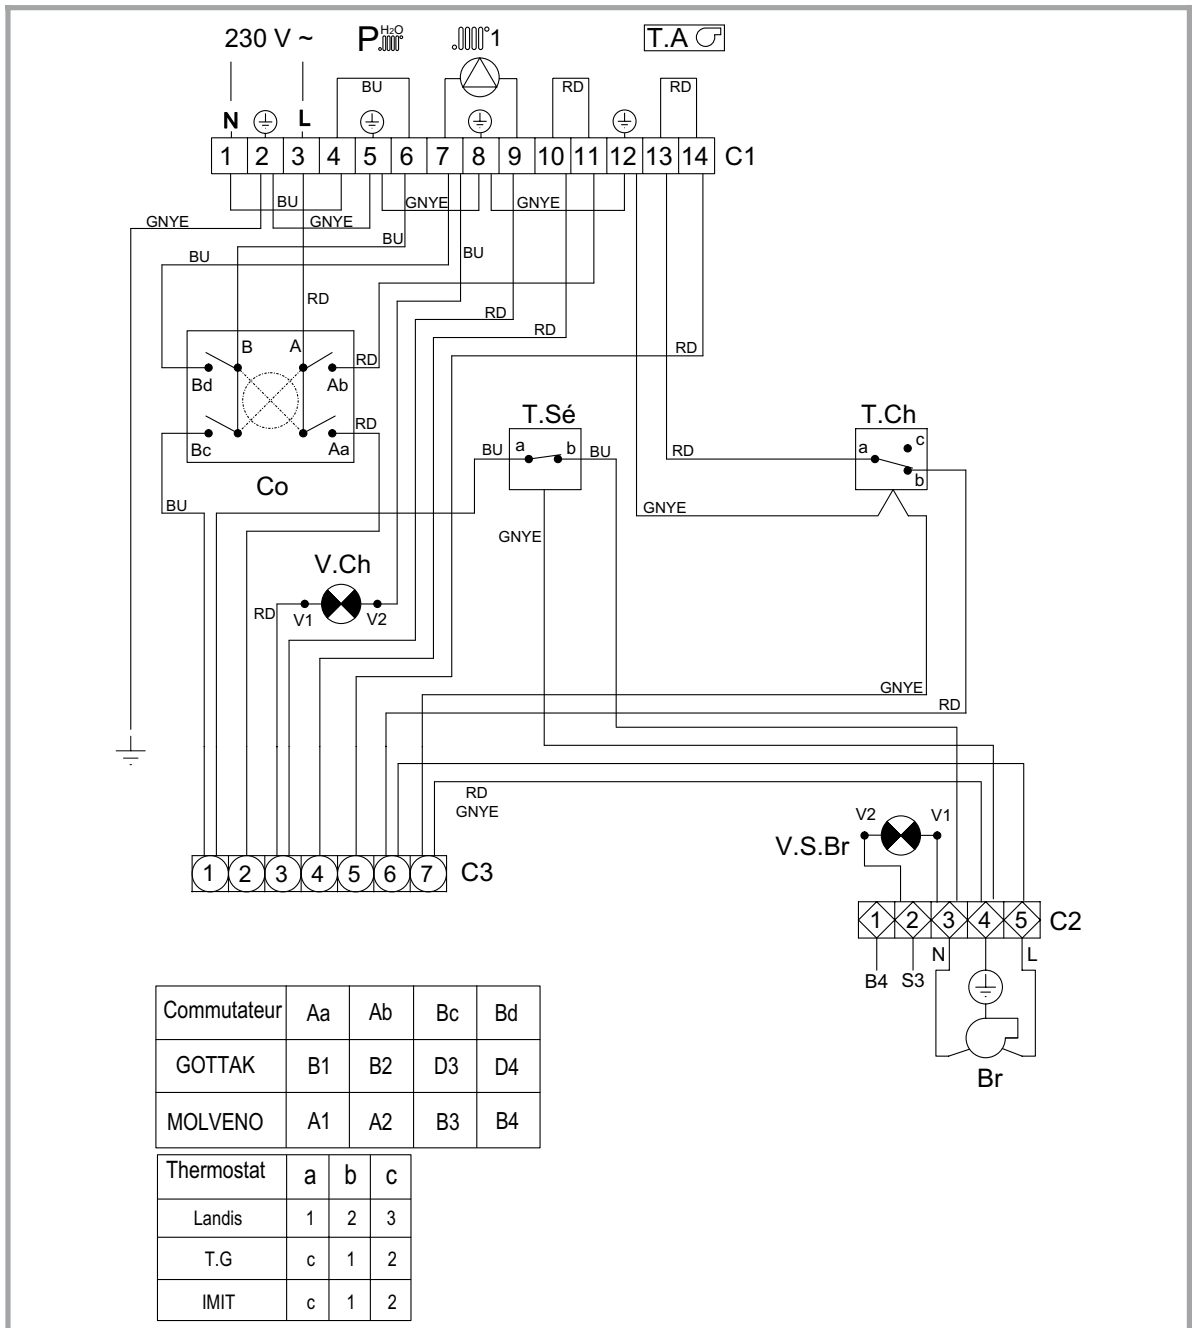 230 V ~
P H2O
°1
T.A
BU
RD
RD
N
L
1 2 3 4 5 6 7 8 9 10 11 12 13 14 C1
BU
GNYE
GNYE
GNYE
GNYE
BU
BU
BU
RD
RD
RD
RD
B
A
RD
Bd
Ab
RD
Bc
Aa
Co
T.Sé
a
b
BU
BU
T.Ch
c
a
b
RD
BU
GNYE
GNYE
V.Ch
RD
V1
V2
GNYE
RD
RD
GNYE
V2
V1
V.S.Br
1 2 3 4 5 6 7 C3
1 2 3 4 5 C2
N
L
B4
S3
Br
Commutateur Aa Ab Bc Bd
GOTTAK B1 B2 D3 D4
MOLVENO A1 A2 B3 B4
Thermostat a b c
Landis 1 2 3
T.G c 1 2
IMIT c 1 2